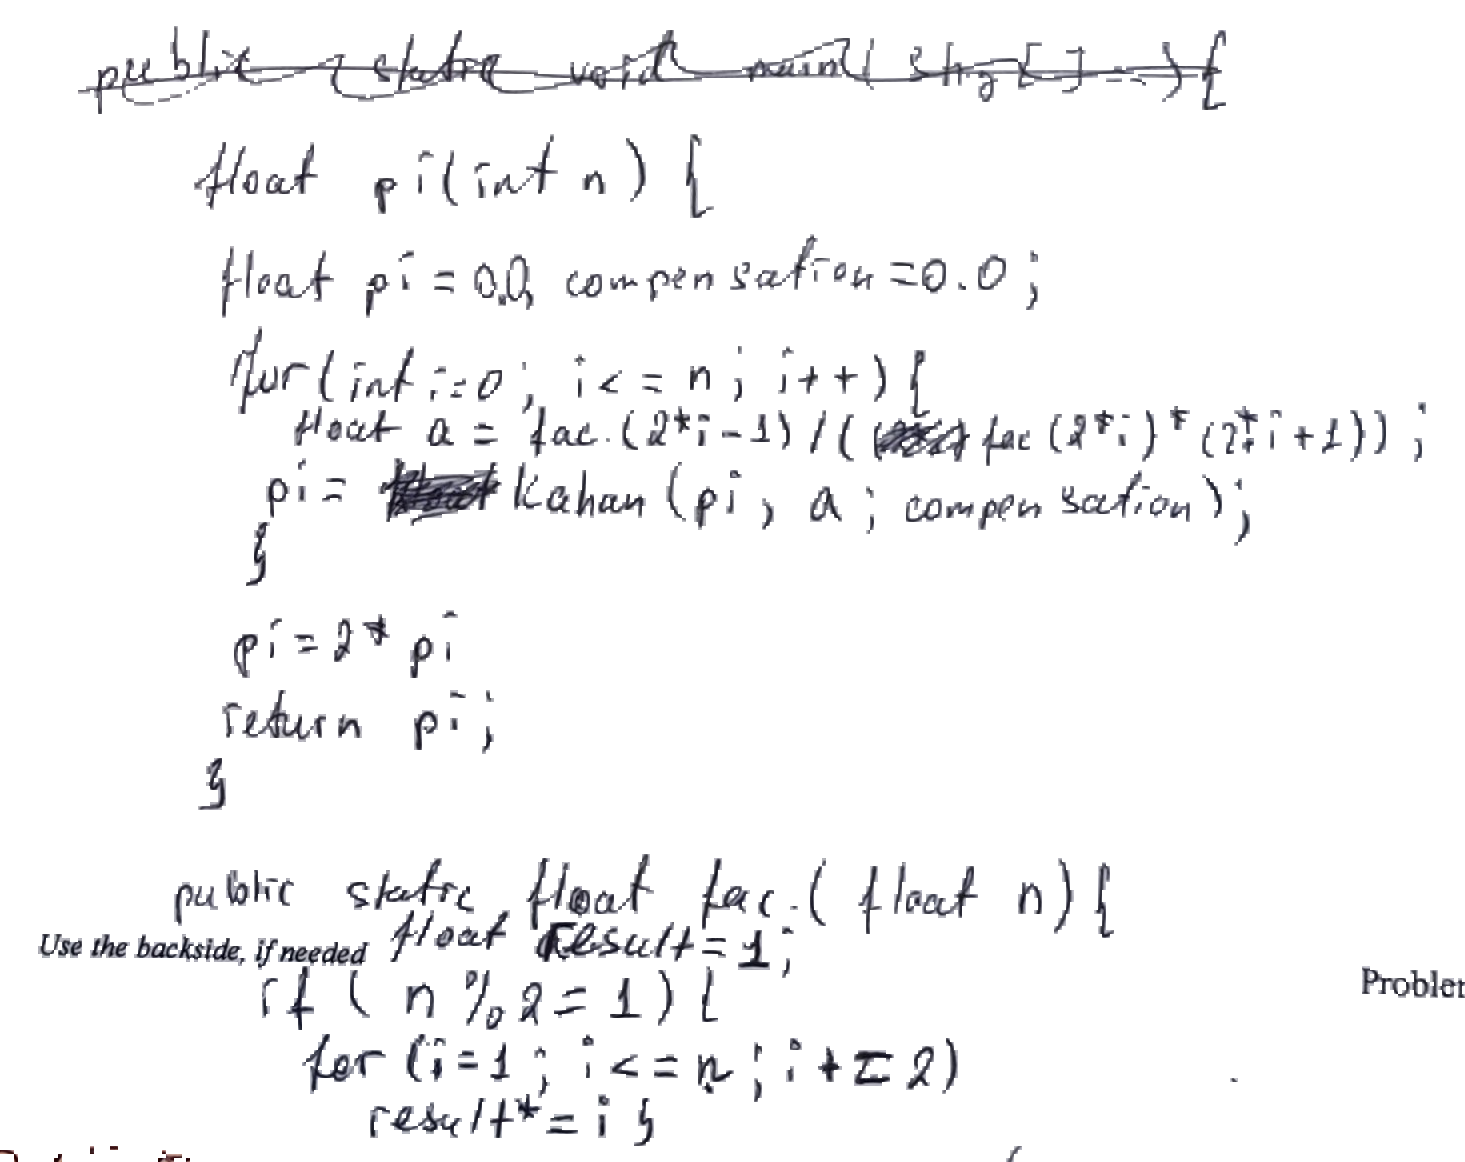 public static void main( String[] ...) {
float pi(int n) {
float pi = 0.0, compensation = 0.0;
for (int i=0; i <= n; i++) {
float a = fac.(2*i-1) / ( fac (2*i)* (2*i+1));
pi = Kahan (pi, a; compensation);
}
pi = 2* pi
return pi;
}
public static float fac.( float n) {
Use the backside, if needed float result = 1;
if ( n % 2 = 1) {
for (i = 1; i <= n; i += 2)
result* = i }